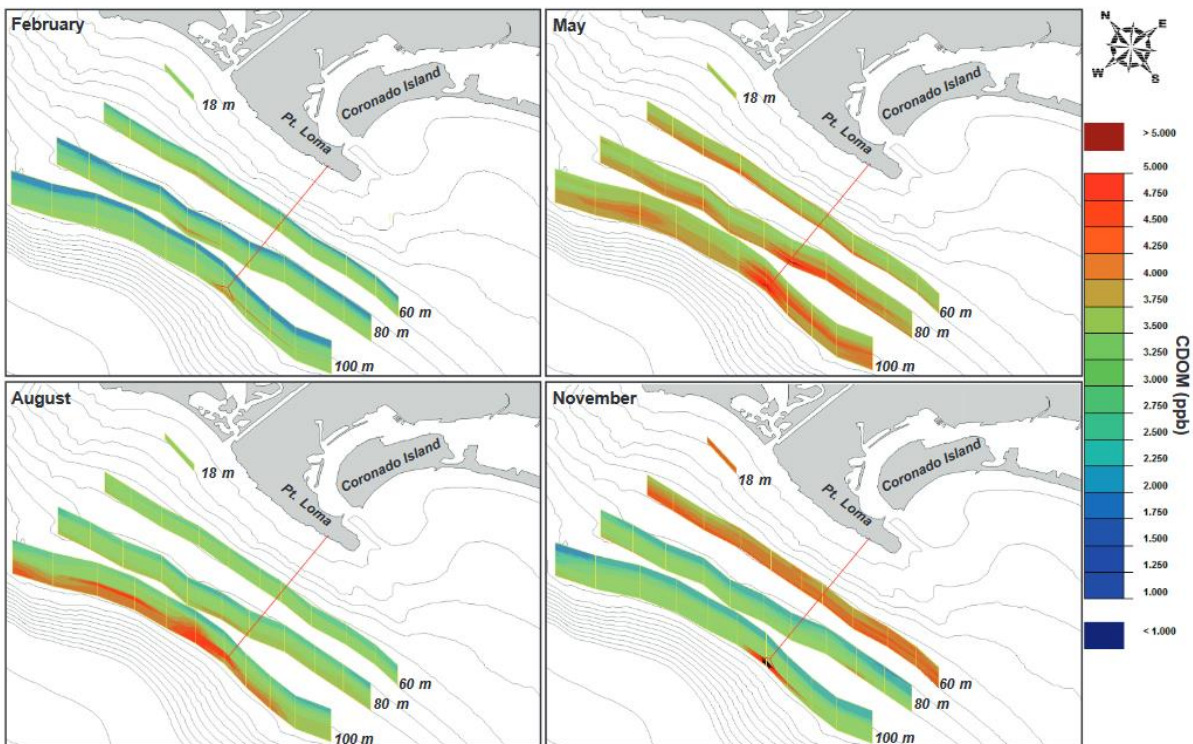 February
18 m
Pt. Loma
Coronado Island
60 m
80 m
100 m
May
18 m
Pt. Loma
Coronado Island
60 m
80 m
100 m
August
18 m
Pt. Loma
Coronado Island
60 m
80 m
100 m
November
18 m
Pt. Loma
Coronado Island
60 m
80 m
100 m
N
E
W
S
> 5.000
5.000
4.750
4.500
4.250
4.000
3.750
3.500
3.250
3.000
2.750
2.500
2.250
2.000
1.750
1.500
1.250
1.000
< 1.000
CDOM (ppb)